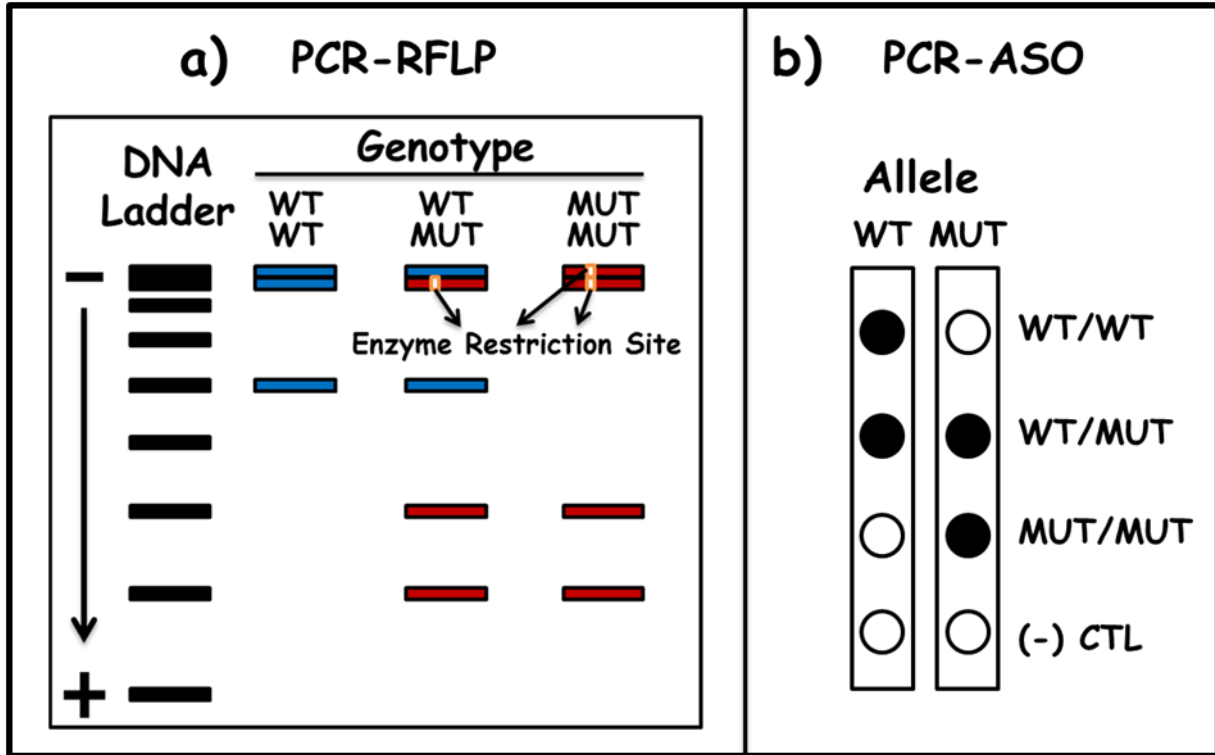 a) PCR-RFLP
DNA
Ladder
Genotype
WT WT MUT
WT MUT MUT
−
Enzyme Restriction Site
+
b) PCR-ASO
Allele
WT MUT
WT/WT
WT/MUT
MUT/MUT
(-) CTL